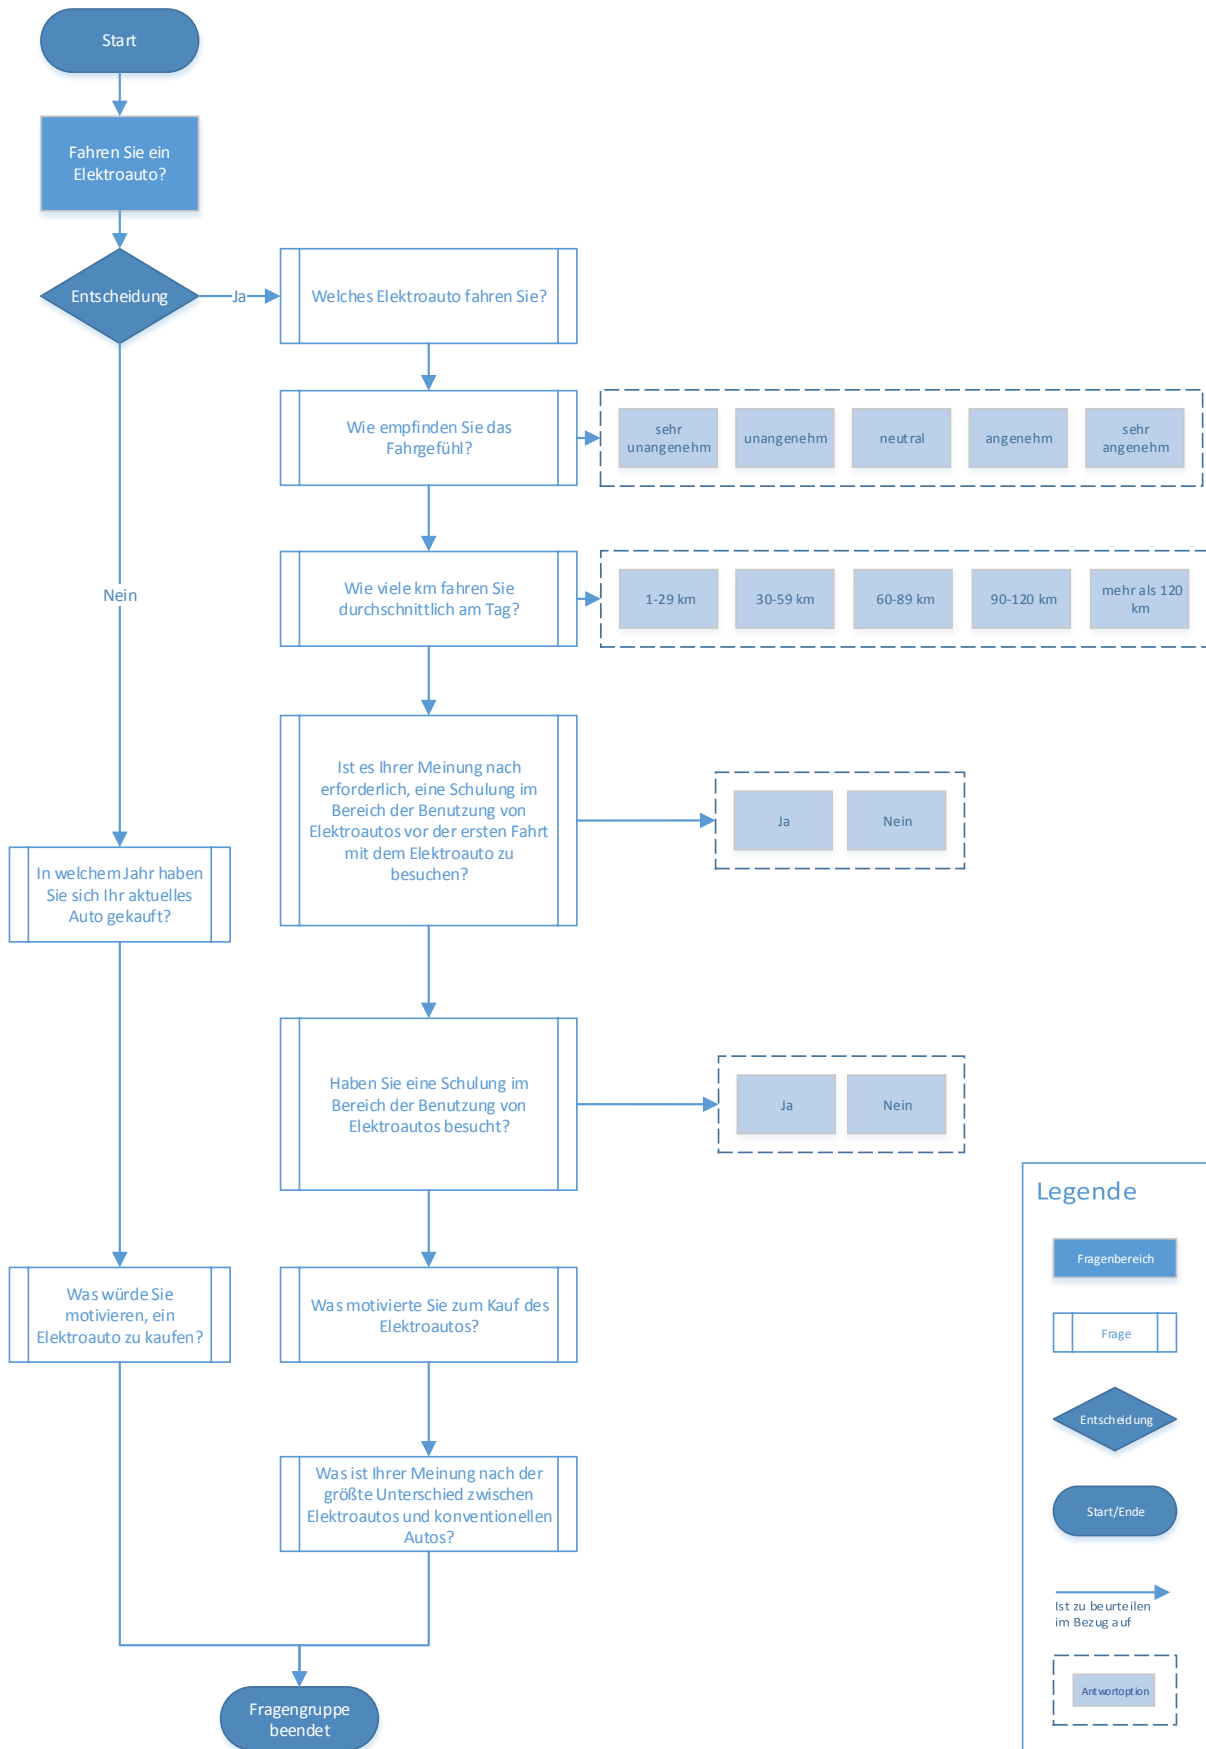 Start
Fahren Sie ein
Elektroauto?
Entscheidung
Ja
Welches Elektroauto fahren Sie?
Wie empfinden Sie das
Fahrgefühl?
sehr
unangenehm
unangenehm
neutral
angenehm
sehr
angenehm
Nein
Wie viele km fahren Sie
durchschnittlich am Tag?
1-29 km
30-59 km
60-89 km
90-120 km
mehr als 120
km
Ist es Ihrer Meinung nach
erforderlich, eine Schulung im
Bereich der Benutzung von
Elektroautos vor der ersten Fahrt
mit dem Elektroauto zu
besuchen?
Ja
Nein
In welchem Jahr haben
Sie sich Ihr aktuelles
Auto gekauft?
Haben Sie eine Schulung im
Bereich der Benutzung von
Elektroautos besucht?
Ja
Nein
Was würde Sie
motivieren, ein
Elektroauto zu kaufen?
Was motivierte Sie zum Kauf des
Elektroautos?
Was ist Ihrer Meinung nach der
größte Unterschied zwischen
Elektroautos und konventionellen
Autos?
Fragengruppe
beendet
Legende
Fragenbereich
Frage
Entscheidung
Start/Ende
Ist zu beurteilen
im Bezug auf
Antwortoption